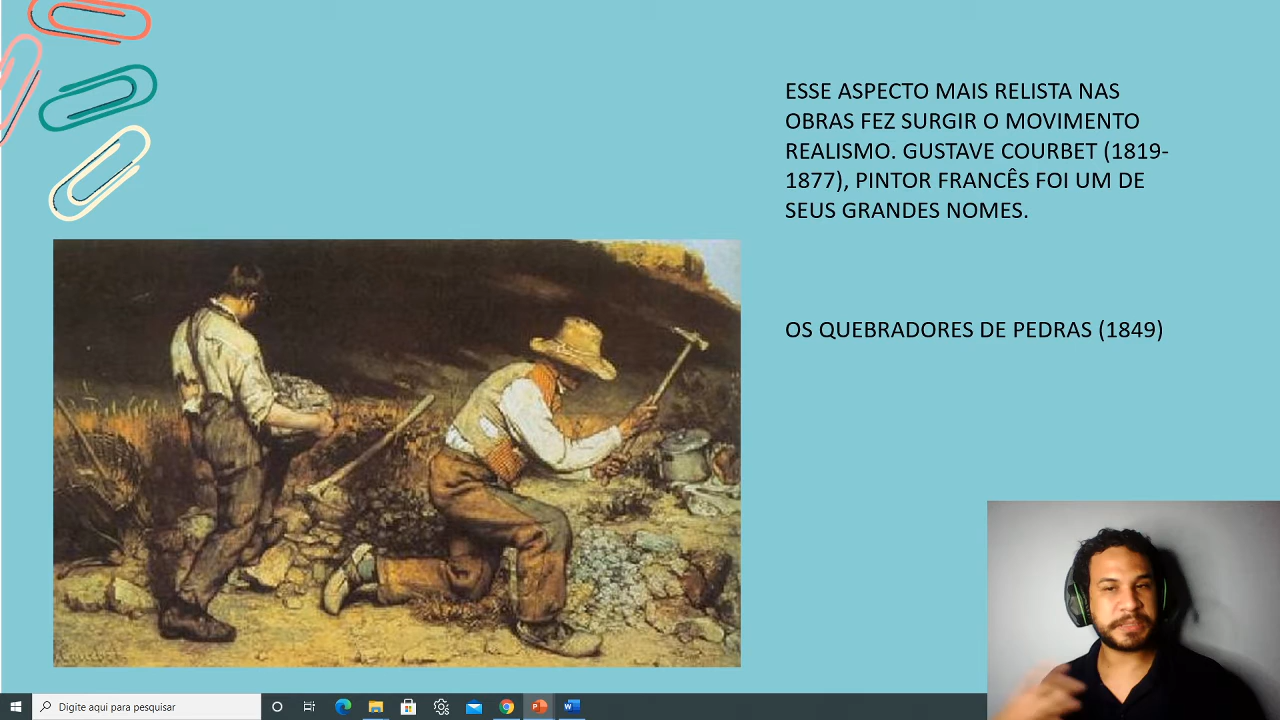 ESSE ASPECTO MAIS RELISTA NAS
OBRAS FEZ SURGIR O MOVIMENTO
REALISMO. GUSTAVE COURBET (1819-
1877), PINTOR FRANCÊS FOI UM DE
SEUS GRANDES NOMES.
OS QUEBRADORES DE PEDRAS (1849)
Digite aqui para pesquisar